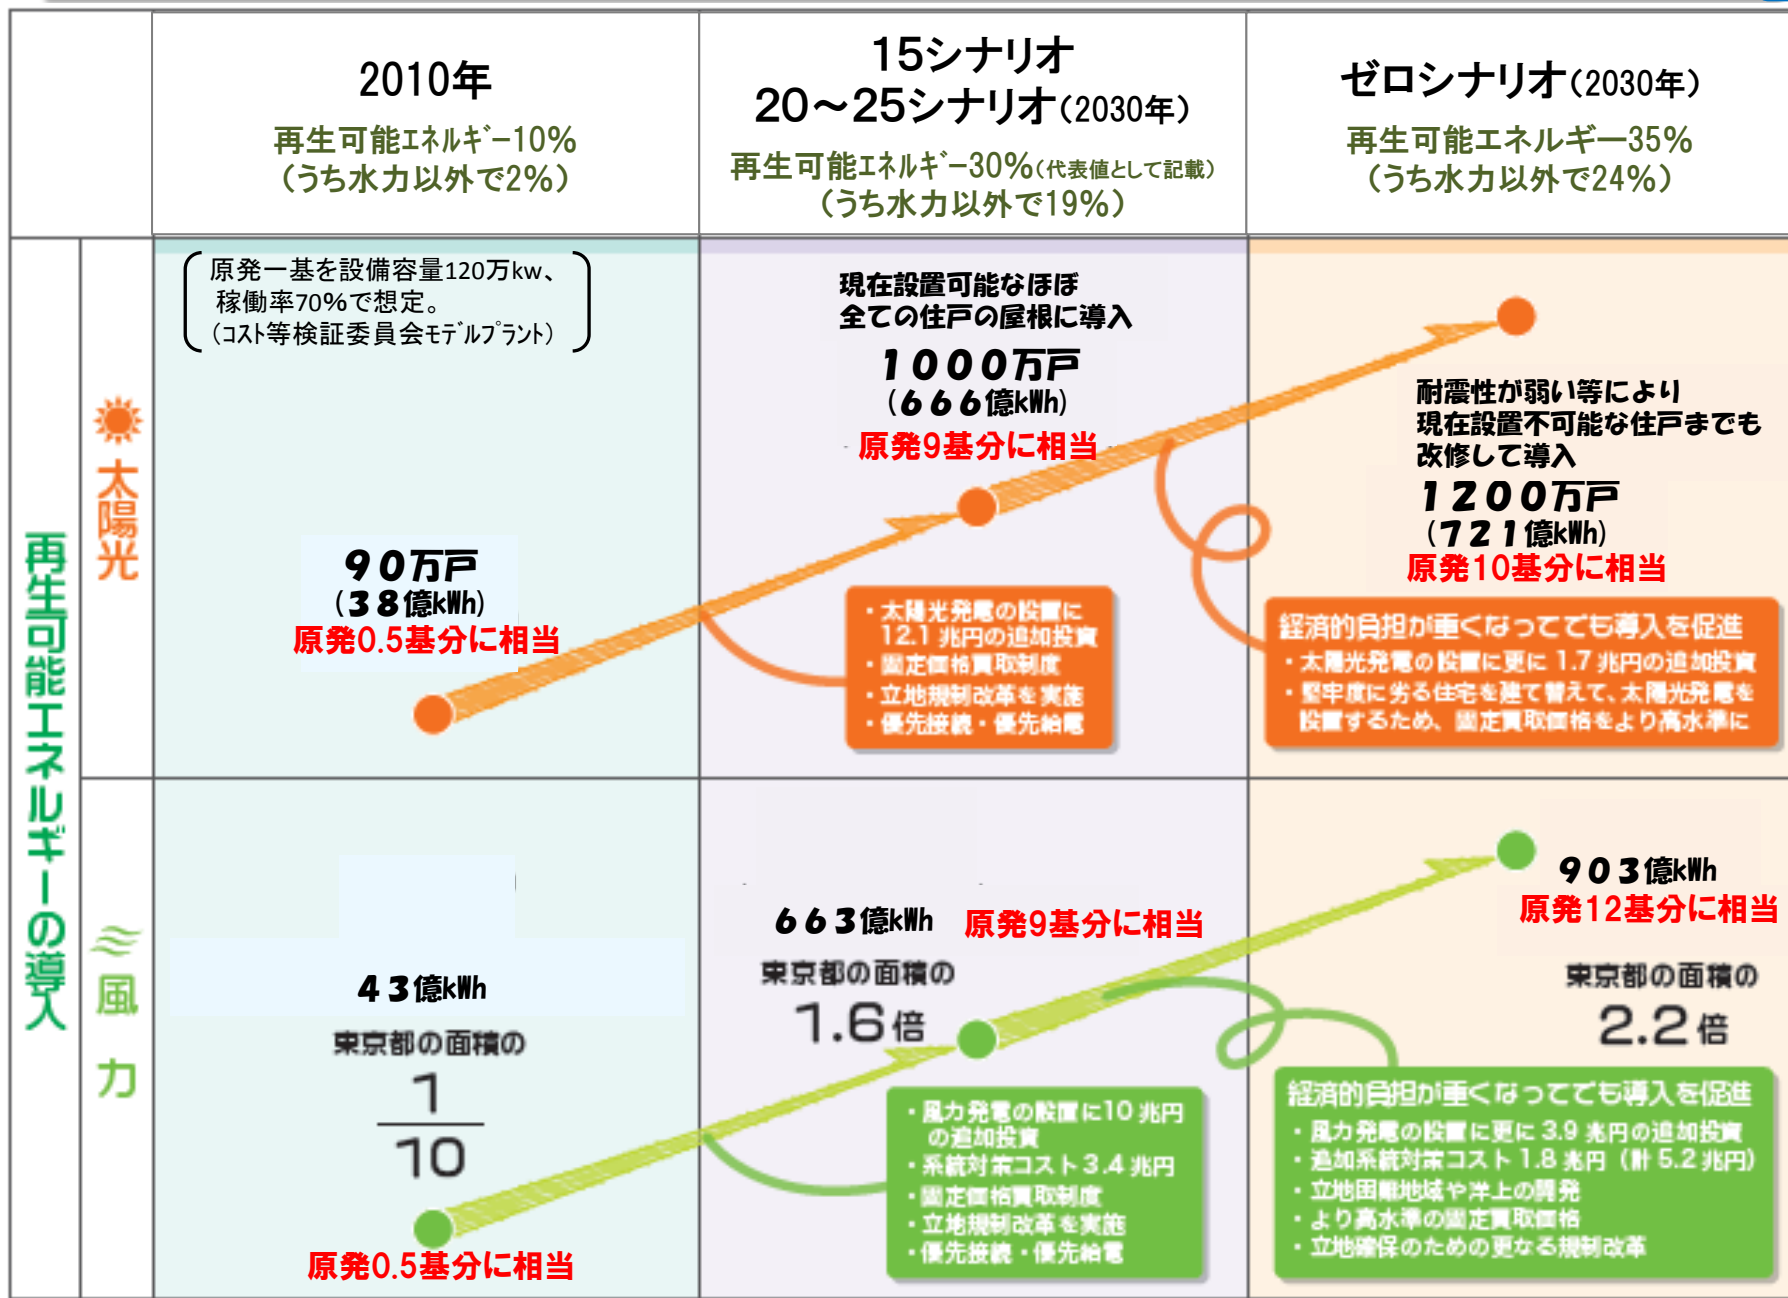 2010年
再生可能ｴﾈﾙｷﾞｰ10%
（うち水力以外で2%）
15シナリオ
20～25シナリオ（2030年）
再生可能ｴﾈﾙｷﾞｰ30%（代表値として記載）
（うち水力以外で19%）
ゼロシナリオ（2030年）
再生可能エネルギー35%
（うち水力以外で24%）
再生可能エネルギーの導入
太陽光
原発一基を設備容量120万kw、
稼働率70%で想定。
（ｺｽﾄ等検証委員会ﾓﾃﾞﾙﾌﾟﾗﾝﾄ）
90万戸
（38億kWh）
原発0.5基分に相当
現在設置可能なほぼ
全ての住戸の屋根に導入
1000万戸
（666億kWh）
原発9基分に相当
・太陽光発電の設置に
12.1 兆円の追加投資
・固定価格買取制度
・立地規制改革を実施
・優先接続・優先給電
耐震性が弱い等により
現在設置不可能な住戸までも
改修して導入
1200万戸
（721億kWh）
原発10基分に相当
経済的負担が重くなってでも導入を促進
・太陽光発電の設置に更に 1.7 兆円の追加投資
・堅牢度に劣る住宅を建て替えて、太陽光発電を
設置するため、固定買取価格をより高水準に
風力
43億kWh
東京都の面積の
1
10
原発0.5基分に相当
663億kWh 原発9基分に相当
東京都の面積の
1.6倍
・風力発電の設置に10 兆円
の追加投資
・系統対策コスト 3.4 兆円
・固定価格買取制度
・立地規制改革を実施
・優先接続・優先給電
903億kWh
原発12基分に相当
東京都の面積の
2.2倍
経済的負担が重くなってでも導入を促進
・風力発電の設置に更に 3.9 兆円の追加投資
・追加系統対策コスト 1.8 兆円（計 5.2 兆円）
・立地困難地域や洋上の開発
・より高水準の固定買取価格
・立地確保のための更なる規制改革